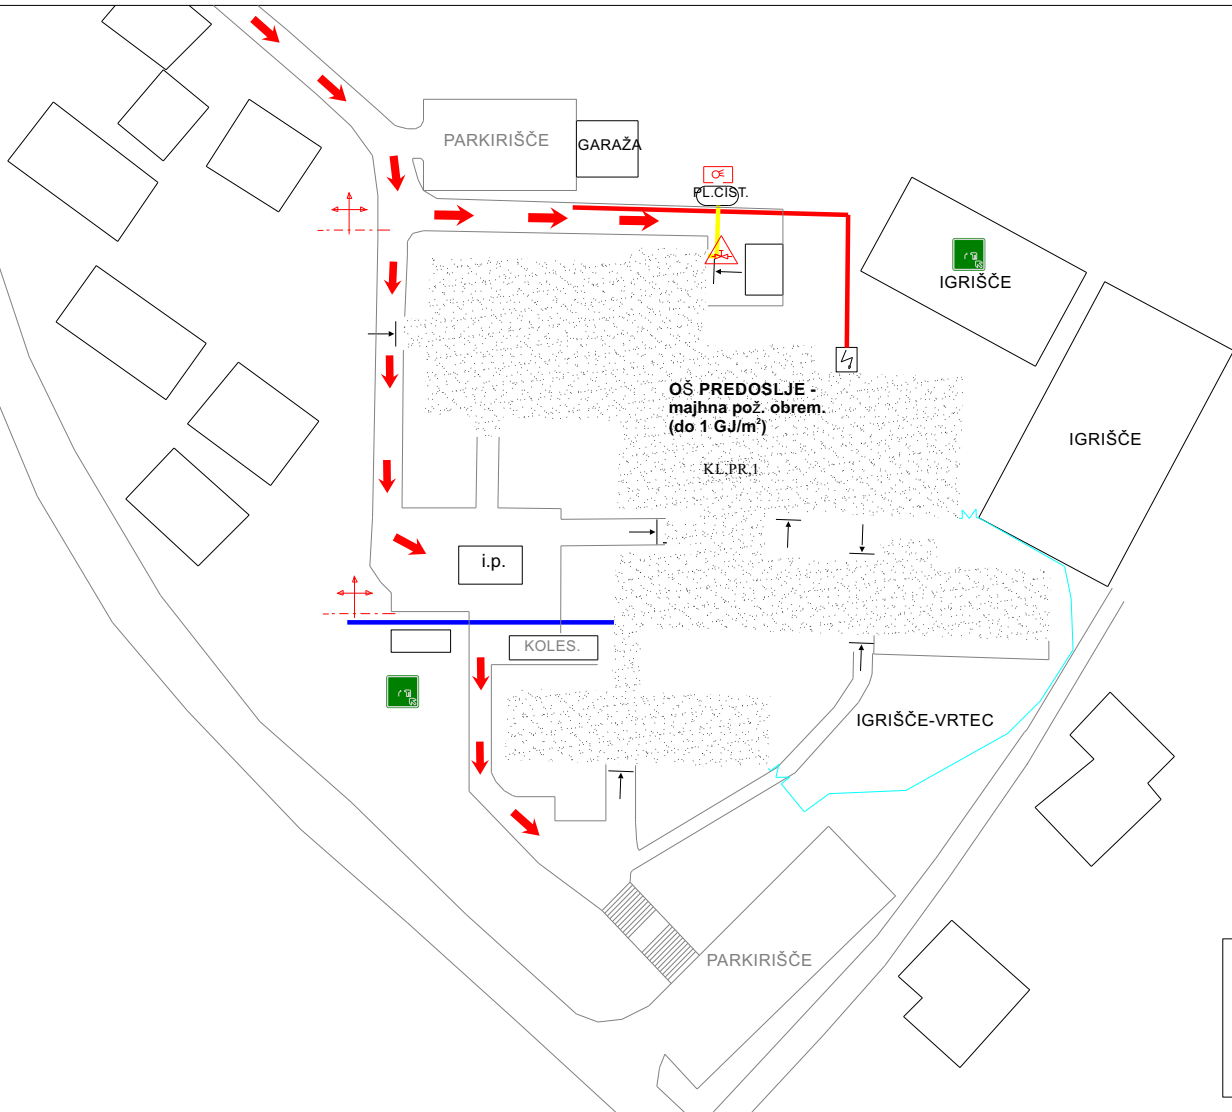 PARKIRIŠČE
GARAŽA
PL.CIST.
IGRIŠČE
OŠ PREDOSLJE -
majhna pož. obrem.
(do 1 GJ/m²)
IGRIŠČE
KL,PR,1
i.p.
KOLES.
IGRIŠČE-VRTEC
PARKIRIŠČE